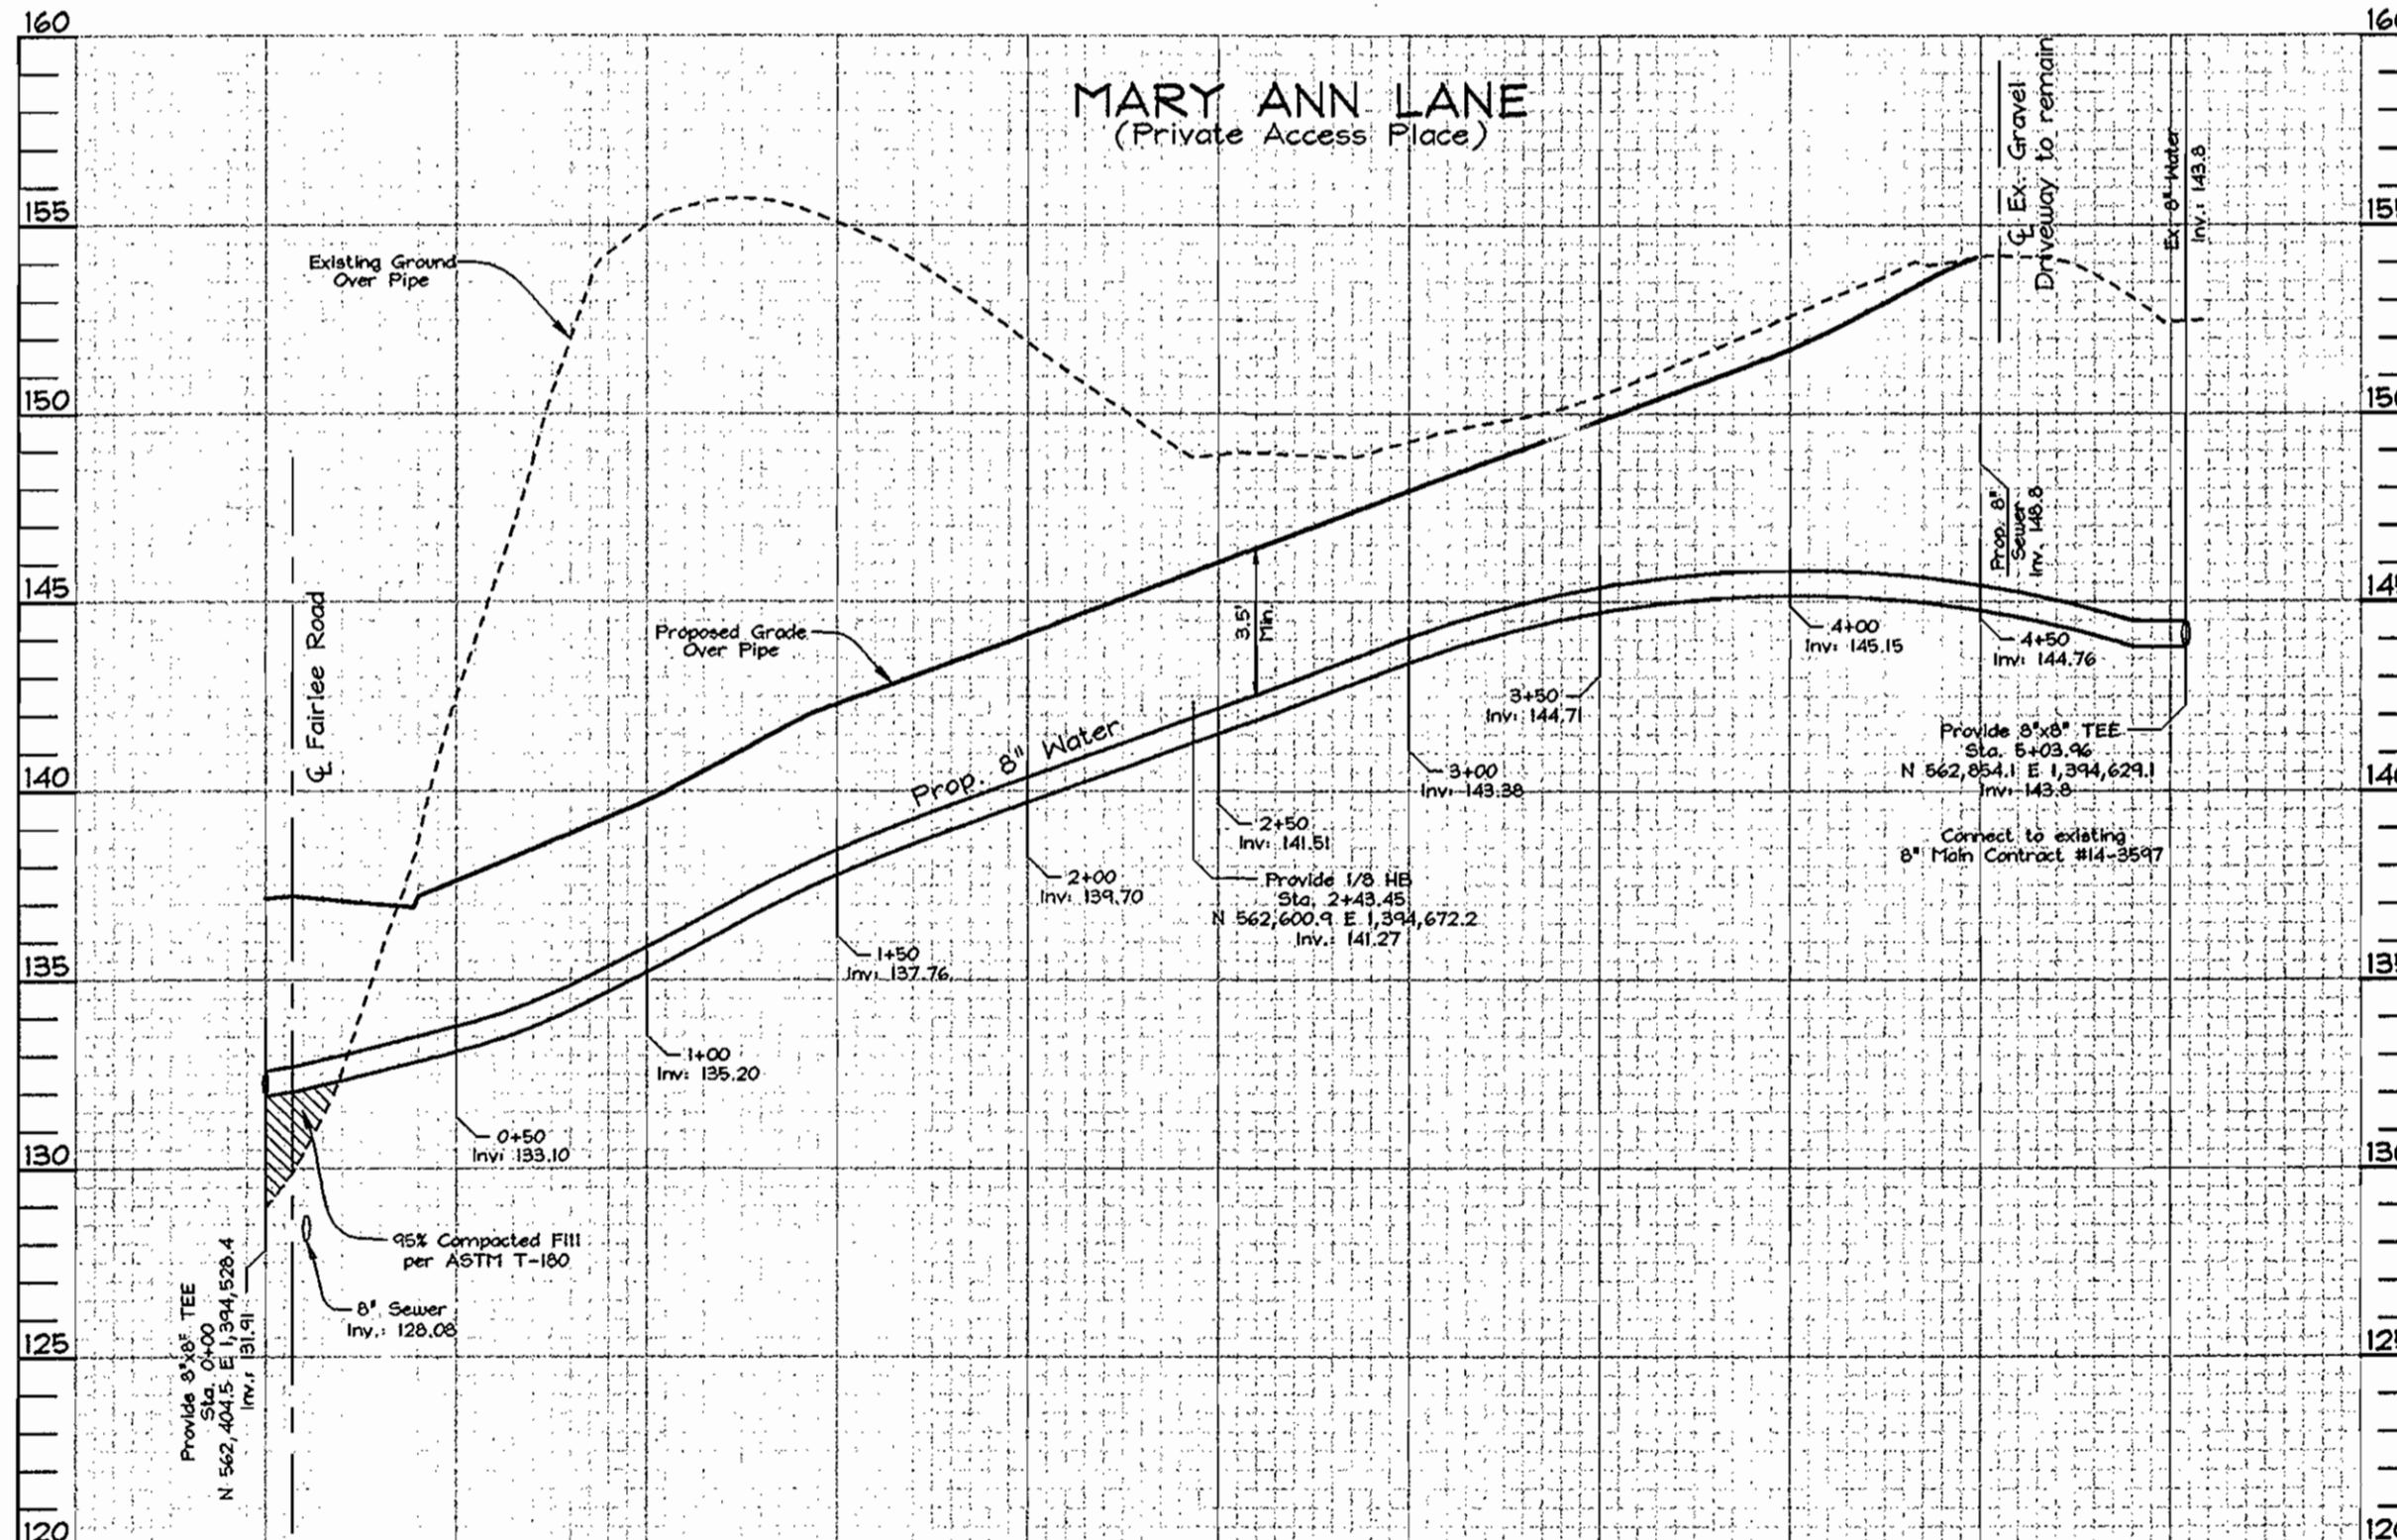 MARY ANN LANE
(Private Access Place)
160
155
150
145
140
135
130
125
120
Existing Ground
Over Pipe
℄ Fairlee Road
Proposed Grade
Over Pipe
Prop. 8" Water
3.5'
Min.
℄ Ex. Gravel
Driveway to remain
Ex 8" Water
Inv.: 143.8
Prop. 8"
Sewer
Inv. 148.8
Provide 8"x8" TEE
Sta. 0+00
N 562,404.5 E 1,394,528.4
Inv.: 131.91
95% Compacted Fill
per ASTM T-180
8" Sewer
Inv.: 128.08
0+50
Inv: 133.10
1+00
Inv: 135.20
1+50
Inv: 137.76
2+00
Inv: 139.70
Provide 1/8 HB
Sta. 2+43.45
N 562,600.9 E 1,394,672.2
Inv.: 141.27
2+50
Inv: 141.51
3+00
Inv: 143.38
3+50
Inv: 144.71
4+00
Inv: 145.15
4+50
Inv: 144.76
Provide 8"x8" TEE
Sta. 5+03.96
N 562,854.1 E 1,394,629.1
Inv: 143.8
Connect to existing
8" Main Contract #14-3597